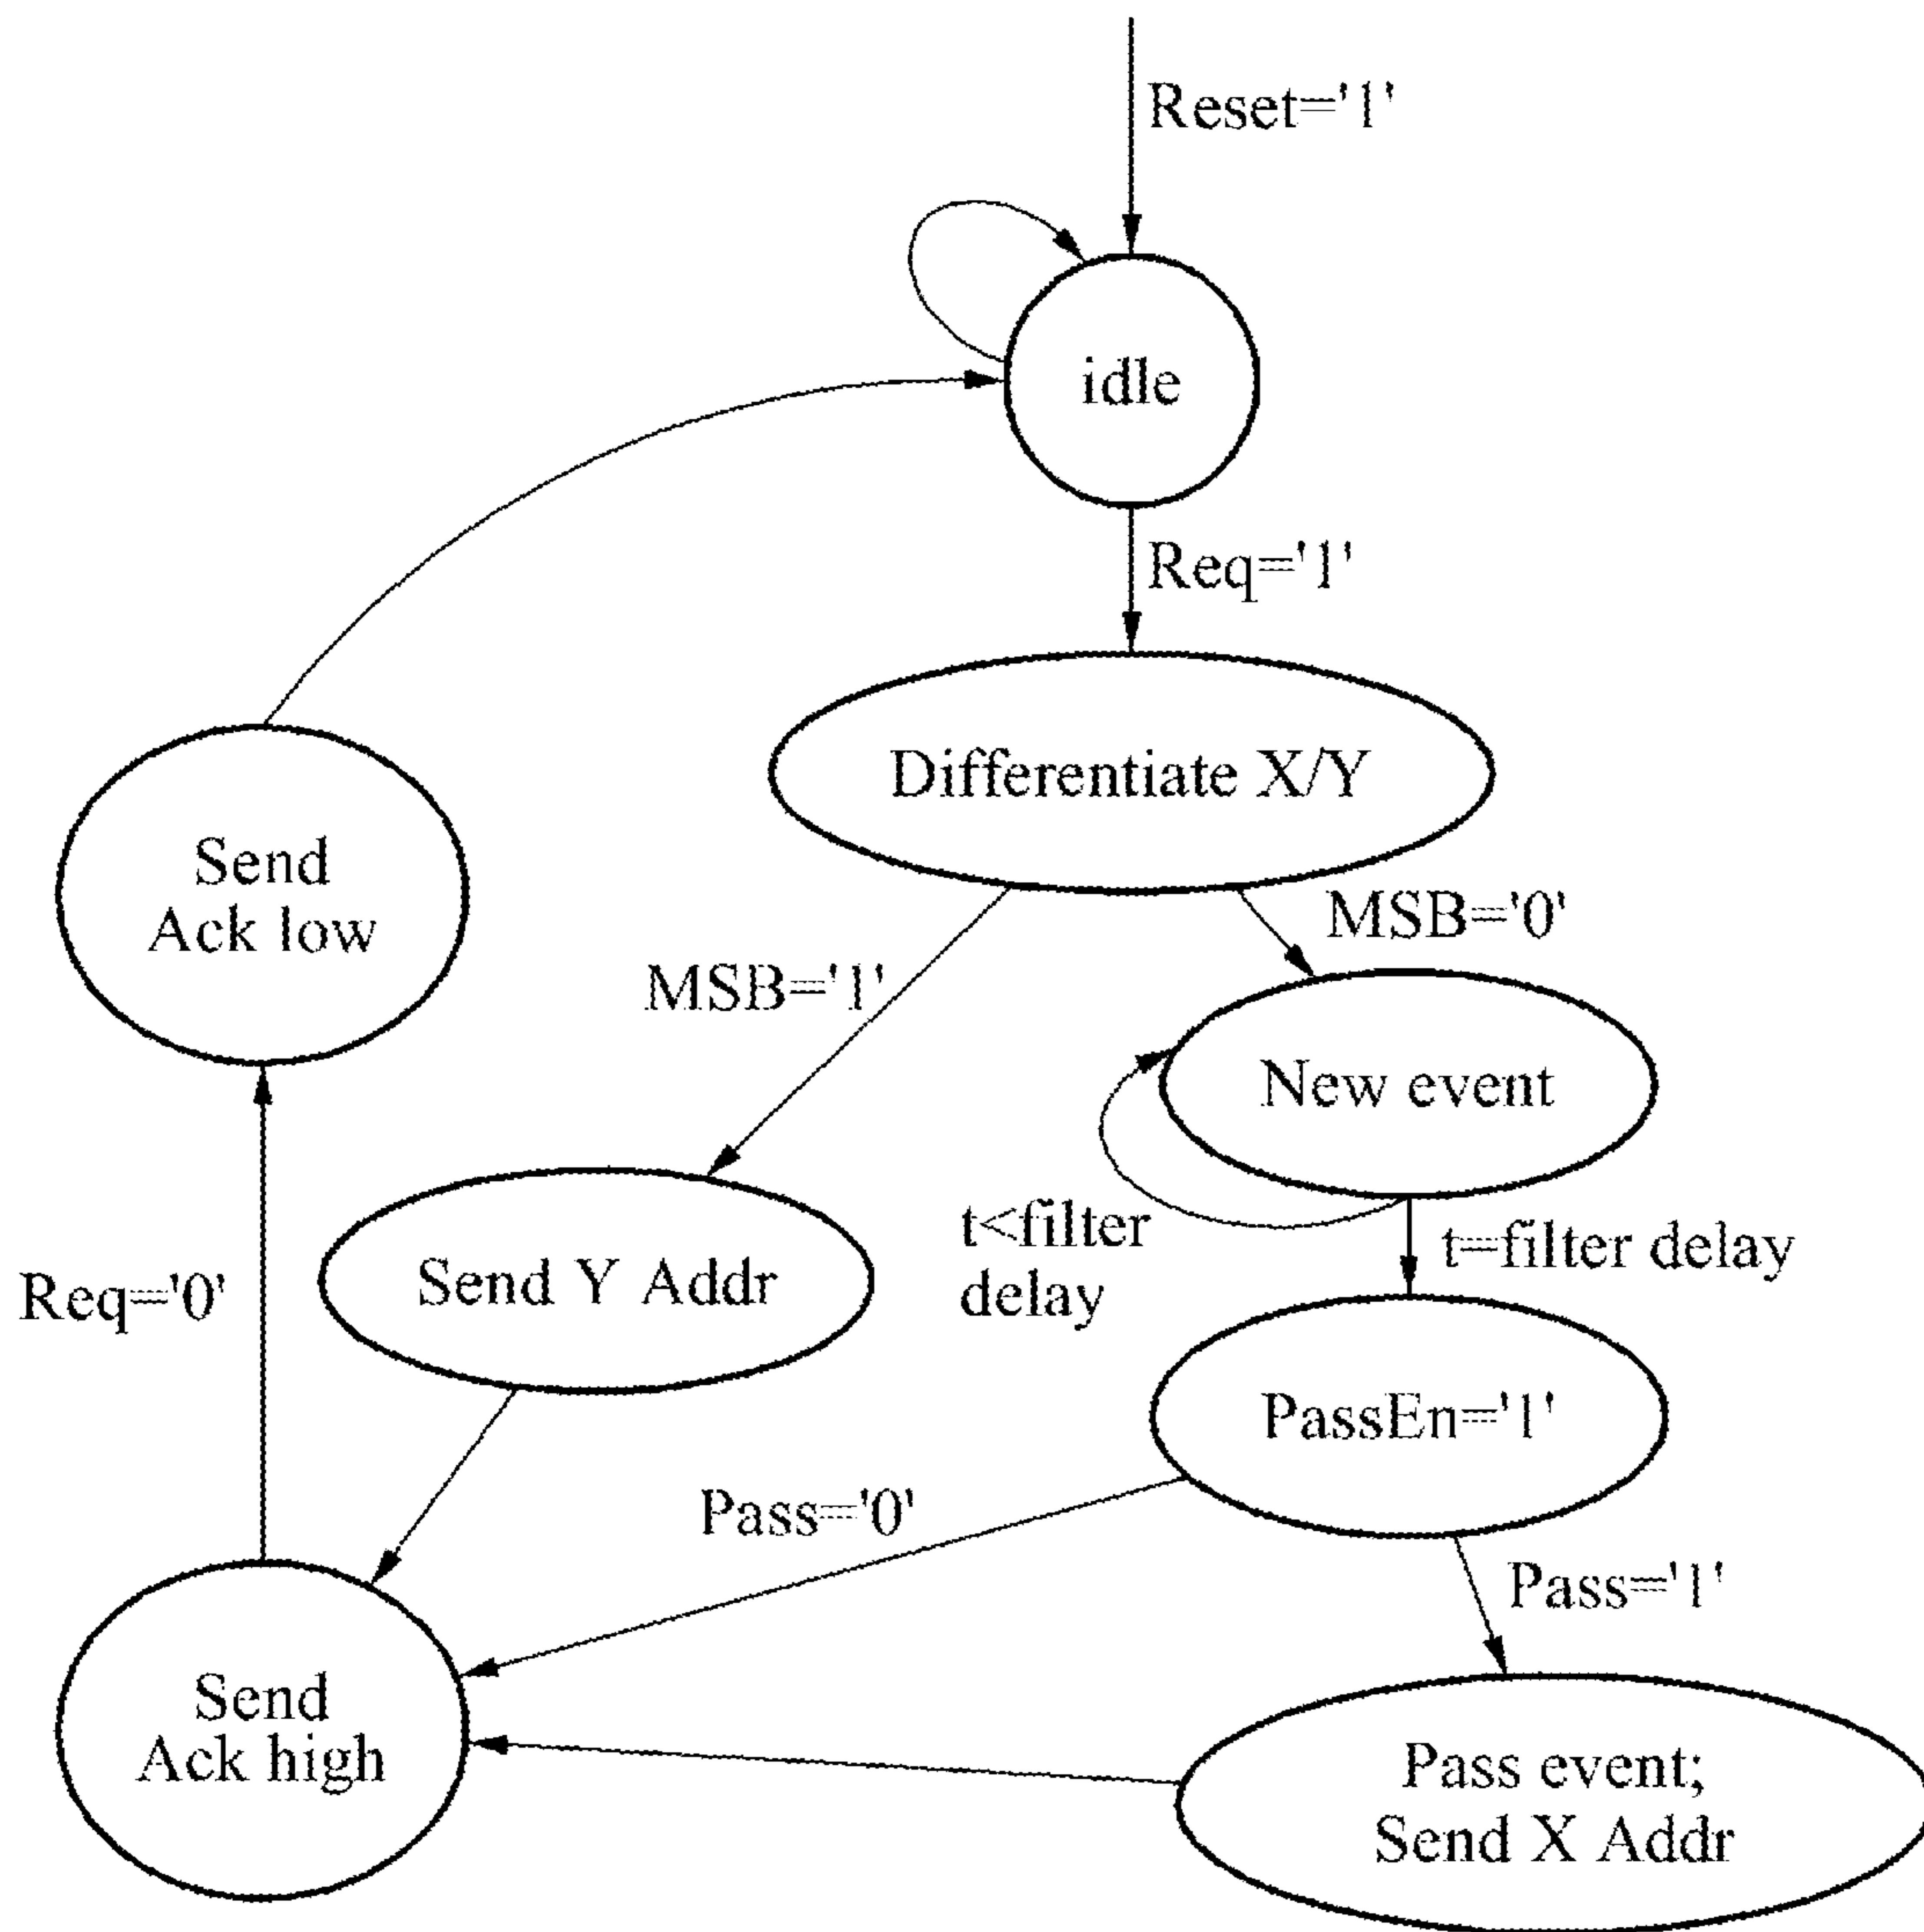 Reset='1'
idle
Req='1'
Differentiate X/Y
Send
Ack low
MSB='0'
MSB='1'
New event
t<filter
delay
t=filter delay
Send Y Addr
Req='0'
PassEn='1'
Pass='0'
Pass='1'
Send
Ack high
Pass event;
Send X Addr